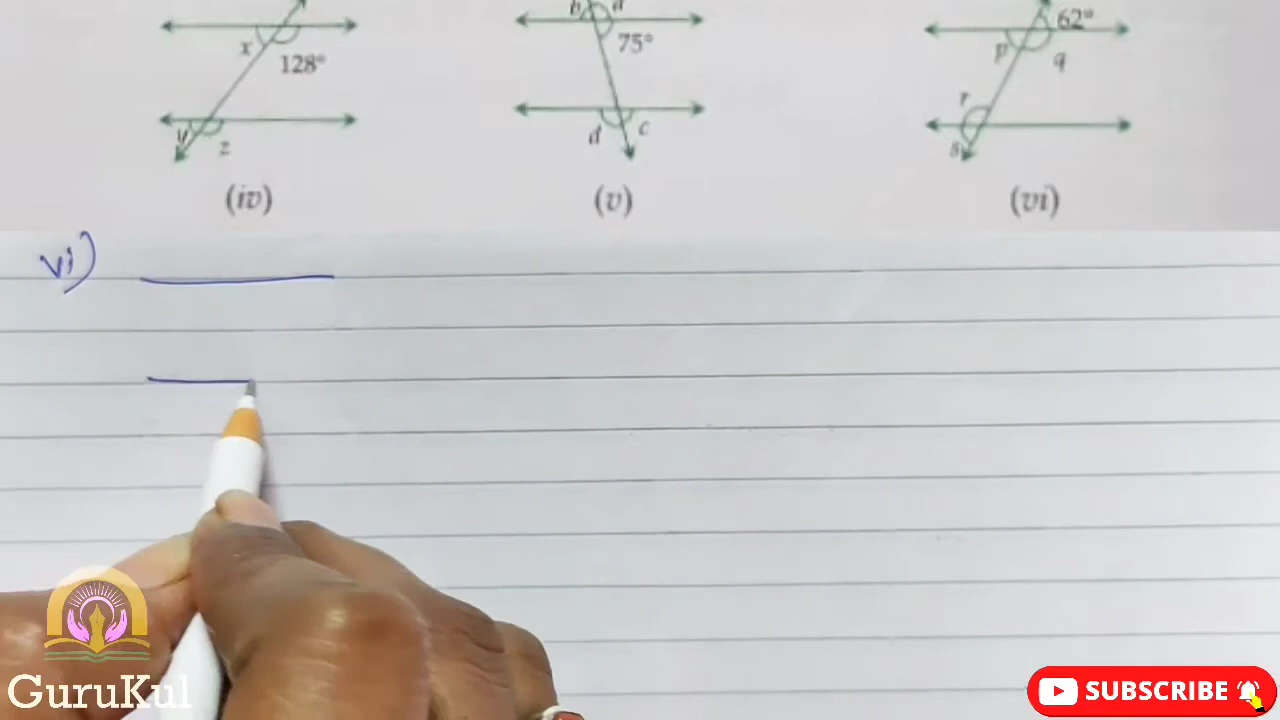 b a
x 128° 75° 62° p q
y z d c r s
(iv) (v) (vi)
vi)
GuruKul
SUBSCRIBE